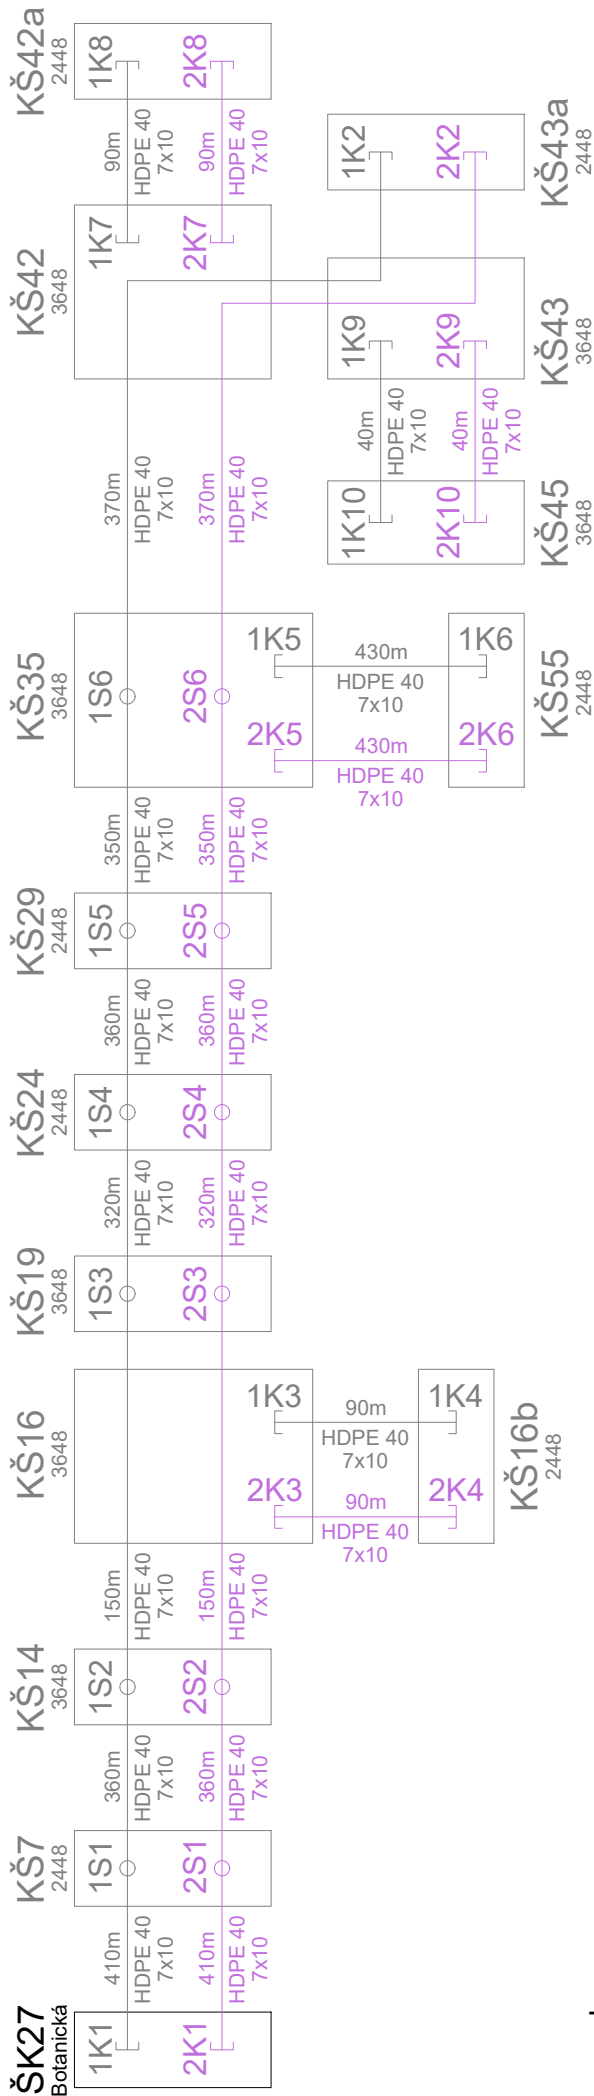 KŠ42a
2448
1K8
2K8
90m
HDPE 40
7x10
90m
HDPE 40
7x10
KŠ42
3648
1K7
2K7
1K2
2K2
KŠ43a
2448
1K9
2K9
KŠ43
3648
40m
HDPE 40
7x10
40m
HDPE 40
7x10
1K10
2K10
KŠ45
3648
370m
HDPE 40
7x10
370m
HDPE 40
7x10
KŠ35
3648
1S6
2S6
1K5
2K5
430m
HDPE 40
7x10
430m
HDPE 40
7x10
1K6
2K6
KŠ55
2448
350m
HDPE 40
7x10
350m
HDPE 40
7x10
KŠ29
2448
1S5
2S5
360m
HDPE 40
7x10
360m
HDPE 40
7x10
KŠ24
2448
1S4
2S4
320m
HDPE 40
7x10
320m
HDPE 40
7x10
KŠ19
3648
1S3
2S3
KŠ16
3648
1K3
2K3
90m
HDPE 40
7x10
90m
HDPE 40
7x10
1K4
2K4
KŠ16b
2448
150m
HDPE 40
7x10
150m
HDPE 40
7x10
KŠ14
3648
1S2
2S2
360m
HDPE 40
7x10
360m
HDPE 40
7x10
KŠ7
2448
1S1
2S1
410m
HDPE 40
7x10
410m
HDPE 40
7x10
ŠK27
Botanická
1K1
2K1